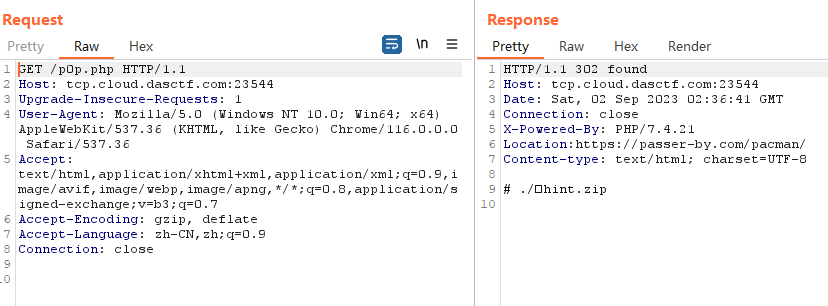 Request
Pretty Raw Hex
\n
1 GET /p0p.php HTTP/1.1
2 Host: tcp.cloud.dasctf.com:23544
3 Upgrade-Insecure-Requests: 1
4 User-Agent: Mozilla/5.0 (Windows NT 10.0; Win64; x64)
AppleWebKit/537.36 (KHTML, like Gecko) Chrome/116.0.0.0
Safari/537.36
5 Accept:
text/html,application/xhtml+xml,application/xml;q=0.9,i
mage/avif,image/webp,image/apng,*/*;q=0.8,application/s
igned-exchange;v=b3;q=0.7
6 Accept-Encoding: gzip, deflate
7 Accept-Language: zh-CN,zh;q=0.9
8 Connection: close
9
10
Response
Pretty Raw Hex Render
1 HTTP/1.1 302 found
2 Host: tcp.cloud.dasctf.com:23544
3 Date: Sat, 02 Sep 2023 02:36:41 GMT
4 Connection: close
5 X-Powered-By: PHP/7.4.21
6 Location:https://passer-by.com/pacman/
7 Content-type: text/html; charset=UTF-8
8
9 # ./□hint.zip
10